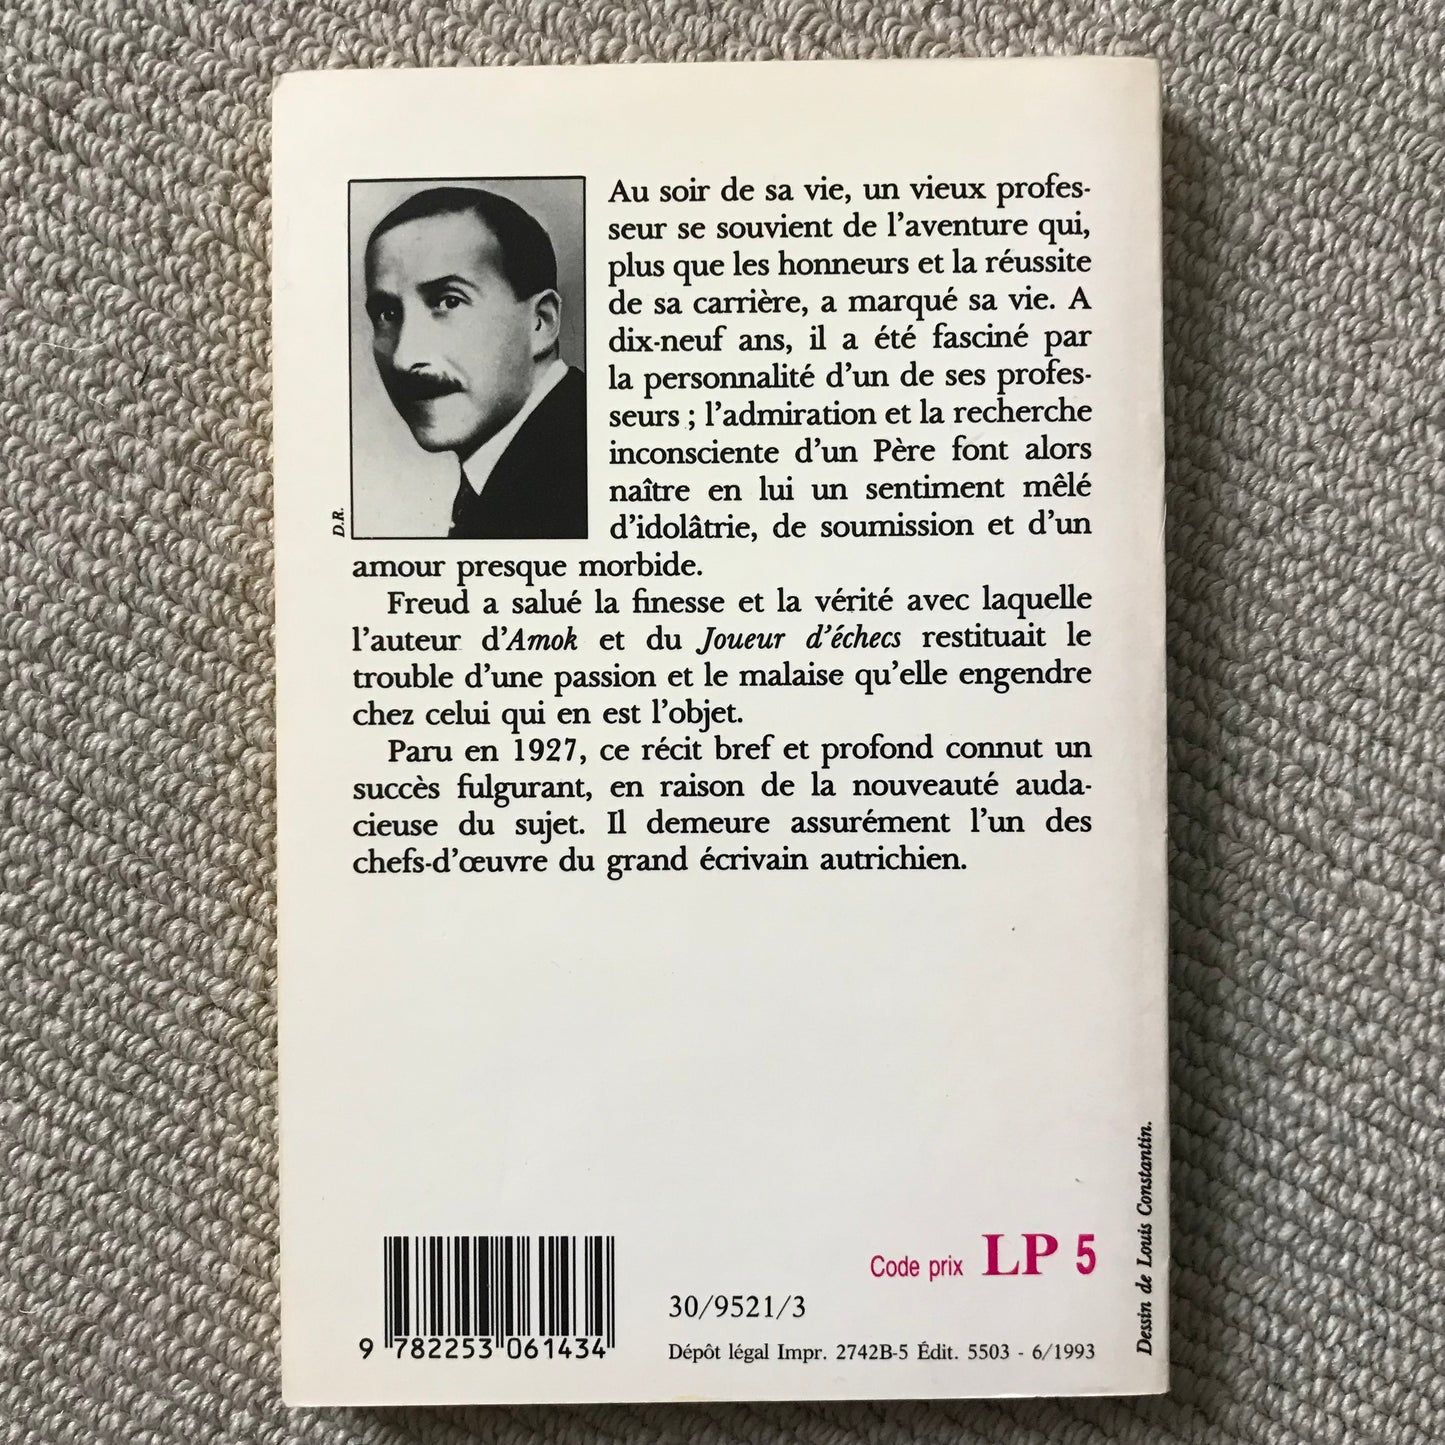 Au soir de sa vie, un vieux profes-
seur se souvient de l'aventure qui,
plus que les honneurs et la réussite
de sa carrière, a marqué sa vie. A
dix-neuf ans, il a été fasciné par
la personnalité d'un de ses profes-
seurs ; l'admiration et la recherche
inconsciente d'un Père font alors
naître en lui un sentiment mêlé
d'idolâtrie, de soumission et d'un
amour presque morbide.
D.R.
Freud a salué la finesse et la vérité avec laquelle
l'auteur d'Amok et du Joueur d'échecs restituait le
trouble d'une passion et le malaise qu'elle engendre
chez celui qui en est l'objet.
Paru en 1927, ce récit bref et profond connut un
succès fulgurant, en raison de la nouveauté auda-
cieuse du sujet. Il demeure assurément l'un des
chefs-d'œuvre du grand écrivain autrichien.
Code prix LP 5
30/9521/3
9 782253 061434
Dépôt légal Impr. 2742B-5 Édit. 5503 - 6/1993
Dessin de Louis Constantin.